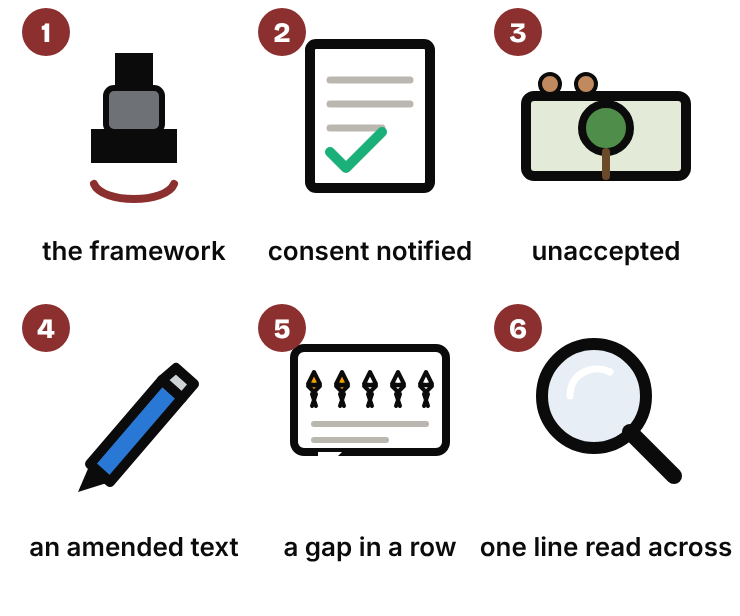 1
2
3
the framework
consent notified
unaccepted
4
5
6
an amended text
a gap in a row
one line read across